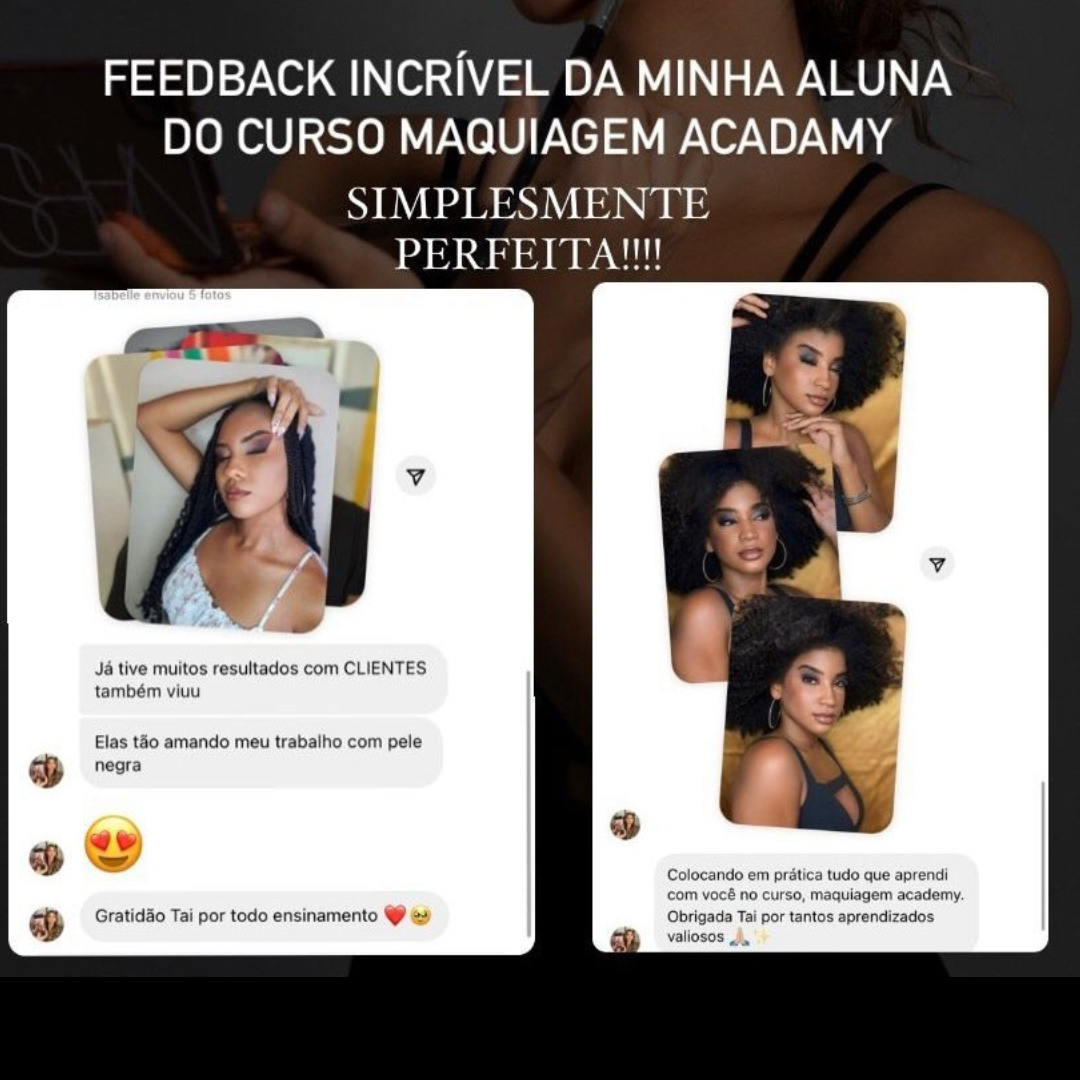 FEEDBACK INCRÍVEL DA MINHA ALUNA
DO CURSO MAQUIAGEM ACADAMY
SIMPLESMENTE
PERFEITA!!!!
Isabelle enviou 5 fotos
Já tive muitos resultados com CLIENTES
também viuu
Elas tão amando meu trabalho com pele
negra
😍
Gratidão Tai por todo ensinamento ❤️🥹
Colocando em prática tudo que aprendi
com você no curso, maquiagem academy.
Obrigada Tai por tantos aprendizados
valiosos 🙏🏼✨